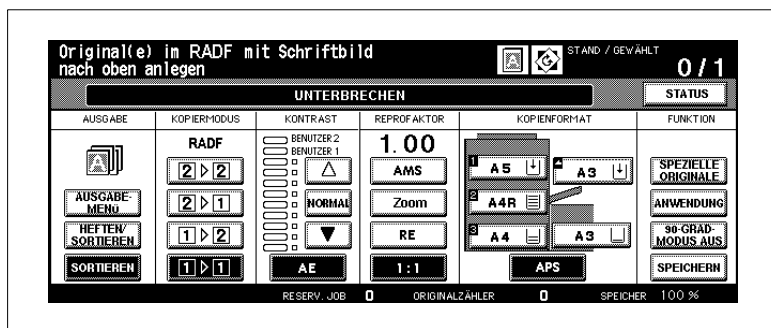 Original(e) im RADF mit Schriftbild
nach oben anlegen
STAND / GEWÄHLT
0/1
UNTERBRECHEN
STATUS
AUSGABE
KOPIERMODUS
KONTRAST
REPROFAKTOR
KOPIENFORMAT
FUNKTION
A
AUSGABE-
MENÜ
HEFTEN/
SORTIEREN
SORTIEREN
RADF
2▷2
2▷1
1▷2
1▷1
BENUTZER 2
BENUTZER 1
NORMAL
AE
1.00
AMS
Zoom
RE
1:1
1 A5
A3
2 A4R
3 A4
A3
APS
SPEZIELLE
ORIGINALE
ANWENDUNG
90-GRAD-
MODUS AUS
SPEICHERN
RESERV. JOB 0 ORIGINALZÄHLER 0 SPEICHER 100 %